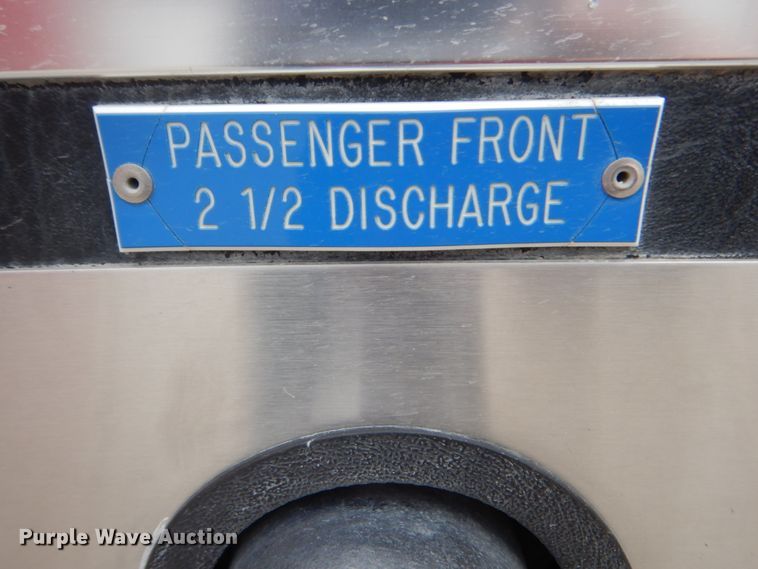 PASSENGER FRONT
2 1/2 DISCHARGE
Purple Wave Auction